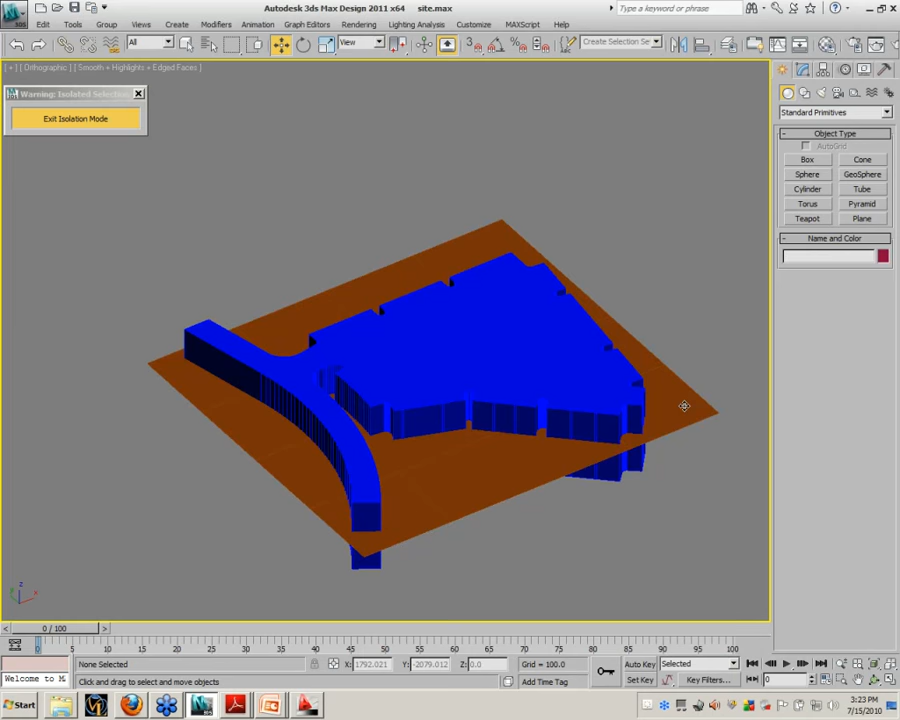 Autodesk 3ds Max Design 2011 x64 site.max
Type a keyword or phrase
Edit Tools Group Views Create Modifiers Animation Graph Editors Rendering Lighting Analysis Customize MAXScript Help
All View Create Selection Se
[ + ] [ Orthographic ] [ Smooth + Highlights + Edged Faces ]
Warning: Isolated Selection
Exit Isolation Mode
Standard Primitives
Object Type
AutoGrid
Box Cone
Sphere GeoSphere
Cylinder Tube
Torus Pyramid
Teapot Plane
Name and Color
z
x
0 / 100
0 5 10 15 20 25 30 35 40 45 50 55 60 65 70 75 80 85 90 95 100
None Selected X: 1792.021 Y: -2079.012 Z: 0.0 Grid = 100.0 Auto Key Selected
Welcome to M Click and drag to select and move objects Add Time Tag Set Key Key Filters... 0
Start 3:23 PM
7/15/2010